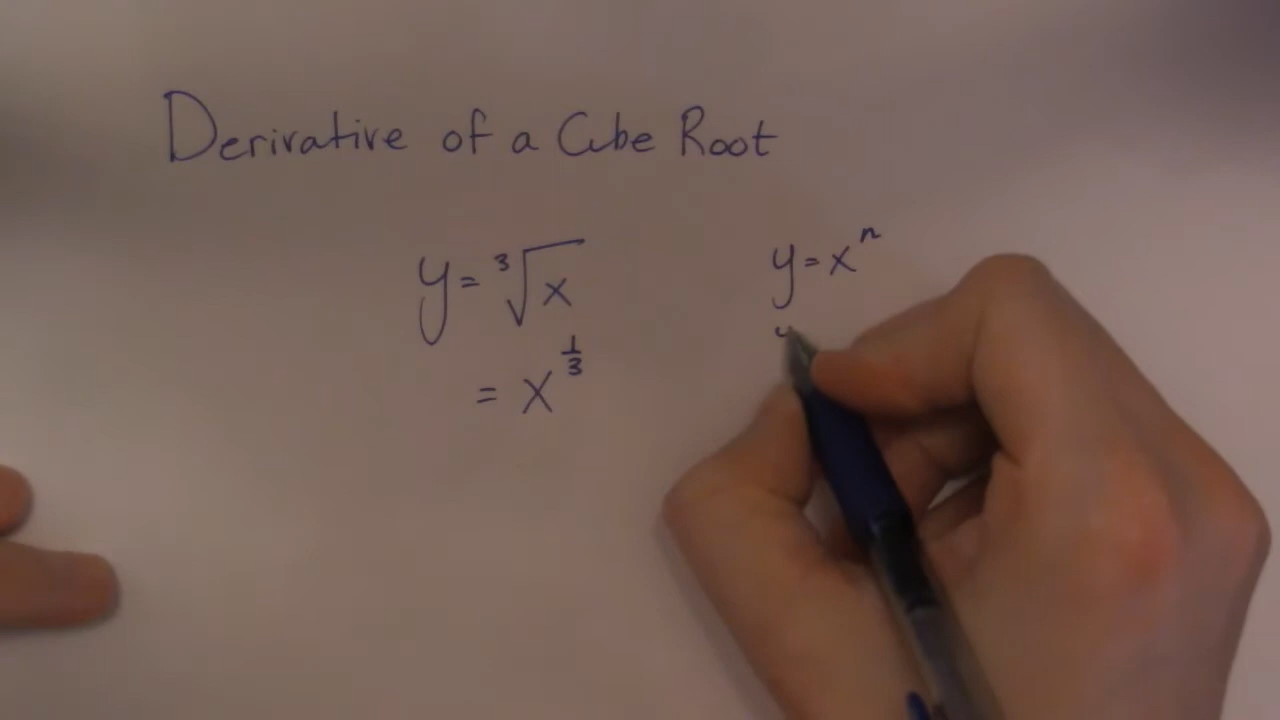 Derivative of a Cube Root
y = ∛x
= x^(1/3)
y = x^n
y